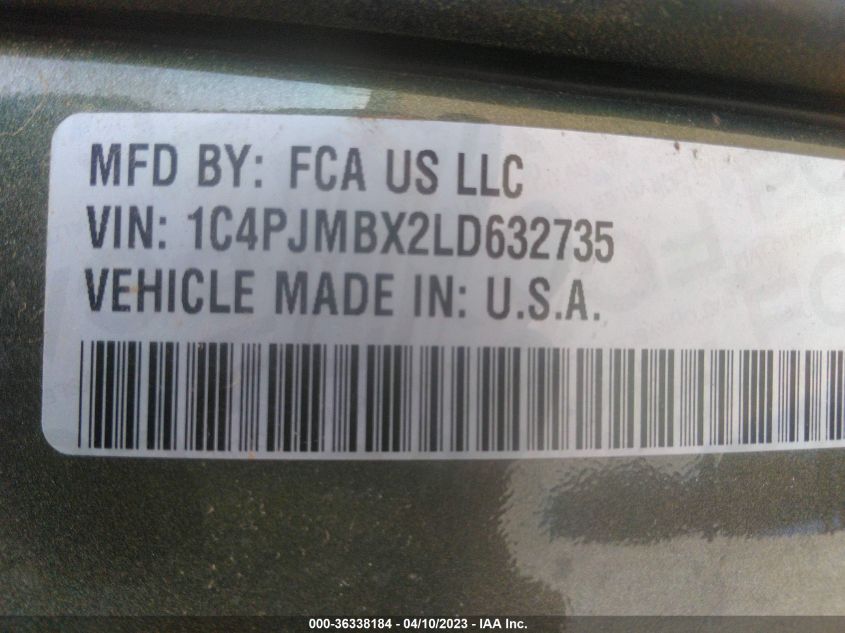 MFD BY: FCA US LLC
VIN: 1C4PJMBX2LD632735
VEHICLE MADE IN: U.S.A.
000-36338184 - 04/10/2023 - IAA Inc.